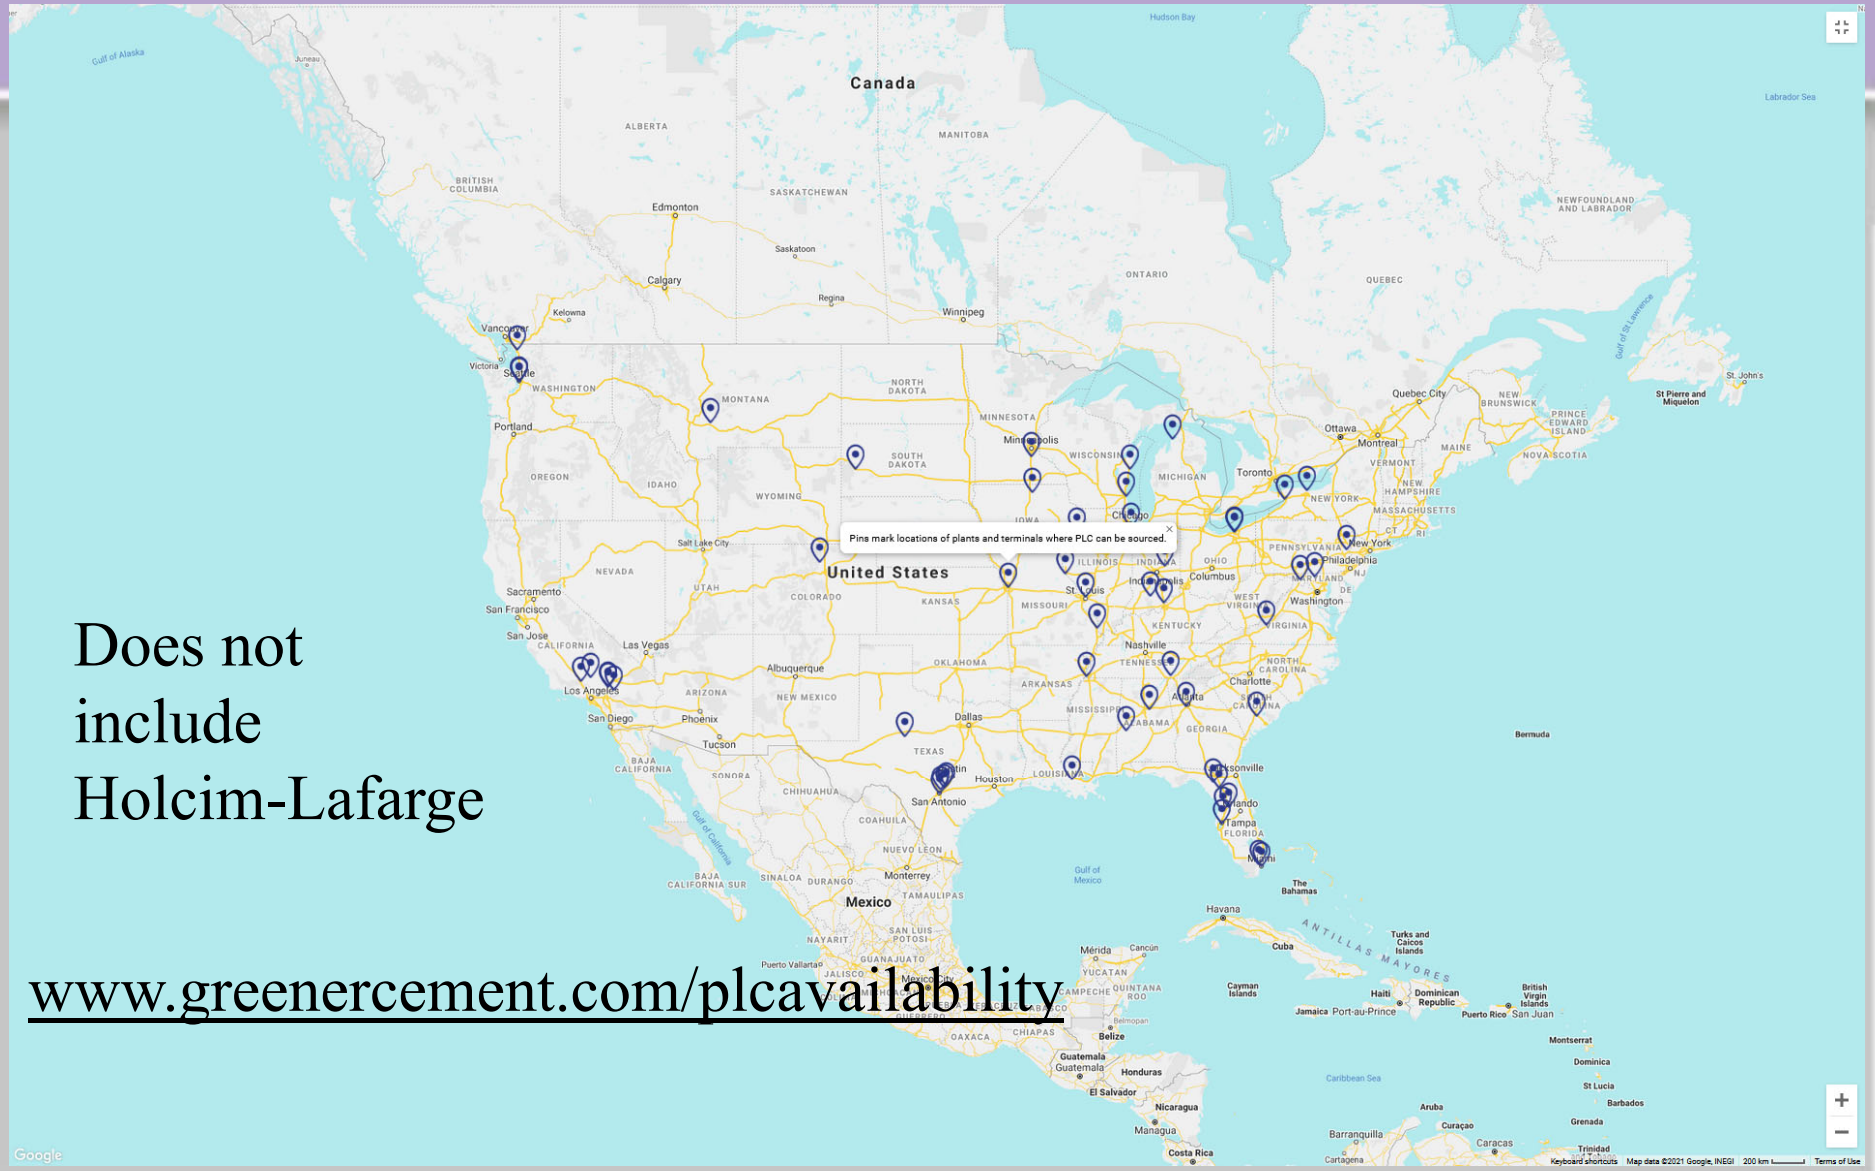 Hudson Bay
Gulf of Alaska
Juneau
Canada
Labrador Sea
ALBERTA
MANITOBA
BRITISH
COLUMBIA
SASKATCHEWAN
Edmonton
NEWFOUNDLAND
AND LABRADOR
Saskatoon
Calgary
ONTARIO
QUEBEC
Regina
Kelowna
Winnipeg
Gulf of St Lawrence
Vancouver
Victoria
Seattle
WASHINGTON
MONTANA
NORTH
DAKOTA
MINNESOTA
Quebec City
NEW
BRUNSWICK
PRINCE
EDWARD
ISLAND
St. John's
St Pierre and
Miquelon
Portland
Minneapolis
Ottawa
Montreal
MAINE
NOVA SCOTIA
SOUTH
DAKOTA
WISCONSIN
MICHIGAN
Toronto
VERMONT
NEW
HAMPSHIRE
OREGON
IDAHO
WYOMING
NEW YORK
MASSACHUSETTS
Chicago
IOWA
CT
RI
Pins mark locations of plants and terminals where PLC can be sourced.
Salt Lake City
PENNSYLVANIA
New York
United States
NEVADA
UTAH
COLORADO
KANSAS
MISSOURI
ILLINOIS
INDIANA
OHIO
Indianapolis
Columbus
Philadelphia
MARYLAND
NJ
DE
Sacramento
San Francisco
St. Louis
WEST
VIRGINIA
Washington
San Jose
CALIFORNIA
Las Vegas
KENTUCKY
VIRGINIA
Nashville
Albuquerque
OKLAHOMA
TENNESSEE
NORTH
CAROLINA
Charlotte
Los Angeles
ARIZONA
NEW MEXICO
ARKANSAS
Atlanta
SOUTH
CAROLINA
San Diego
Phoenix
Dallas
MISSISSIPPI
ALABAMA
GEORGIA
Tucson
Bermuda
BAJA
CALIFORNIA
SONORA
TEXAS
Austin
Houston
LOUISIANA
Jacksonville
CHIHUAHUA
San Antonio
Orlando
Gulf of California
COAHUILA
Tampa
FLORIDA
NUEVO LEON
Miami
Does not
include
Holcim-Lafarge
BAJA
CALIFORNIA SUR
SINALOA
DURANGO
Monterrey
Gulf of
Mexico
The
Bahamas
Mexico
TAMAULIPAS
Havana
SAN LUIS
POTOSI
NAYARIT
Mérida
Cancún
Cuba
ANTILLAS MAYORES
Turks and
Caicos
Islands
Puerto Vallarta
GUANAJUATO
JALISCO
Mexico City
YUCATAN
CAMPECHE
QUINTANA
ROO
Cayman
Islands
Haiti
Dominican
Republic
British
Virgin
Islands
www.greenercement.com/plcavailability
Jamaica
Port-au-Prince
Puerto Rico
San Juan
GUERRERO
OAXACA
CHIAPAS
Belmopan
Belize
Montserrat
Guatemala
Guatemala
Honduras
Dominica
El Salvador
Caribbean Sea
St Lucia
Nicaragua
Aruba
Barbados
Managua
Curaçao
Grenada
Barranquilla
Caracas
Costa Rica
Cartagena
Trinidad
Google
Keyboard shortcuts
Map data ©2021 Google, INEGI
200 km
Terms of Use